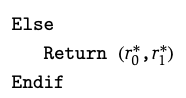 Else
Return (r₀*, r₁*)
Endif